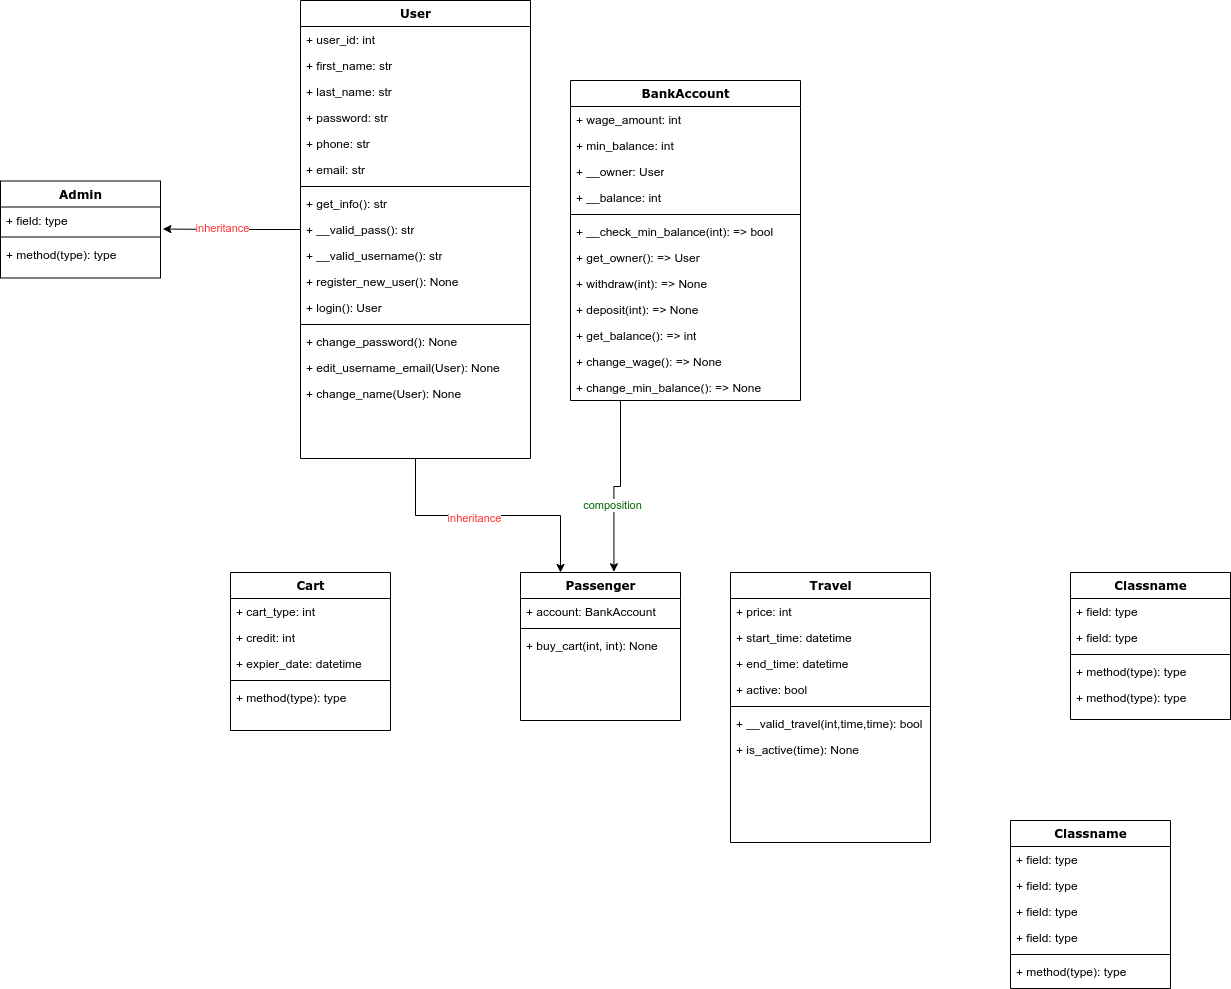 User
+ user_id: int
+ first_name: str
+ last_name: str
+ password: str
+ phone: str
+ email: str
+ get_info(): str
+ __valid_pass(): str
+ __valid_username(): str
+ register_new_user(): None
+ login(): User
+ change_password(): None
+ edit_username_email(User): None
+ change_name(User): None
BankAccount
+ wage_amount: int
+ min_balance: int
+ __owner: User
+ __balance: int
+ __check_min_balance(int): => bool
+ get_owner(): => User
+ withdraw(int): => None
+ deposit(int): => None
+ get_balance(): => int
+ change_wage(): => None
+ change_min_balance(): => None
Admin
+ field: type
+ method(type): type
inheritance
inheritance
composition
Cart
+ cart_type: int
+ credit: int
+ expier_date: datetime
+ method(type): type
Passenger
+ account: BankAccount
+ buy_cart(int, int): None
Travel
+ price: int
+ start_time: datetime
+ end_time: datetime
+ active: bool
+ __valid_travel(int,time,time): bool
+ is_active(time): None
Classname
+ field: type
+ field: type
+ method(type): type
+ method(type): type
Classname
+ field: type
+ field: type
+ field: type
+ field: type
+ method(type): type